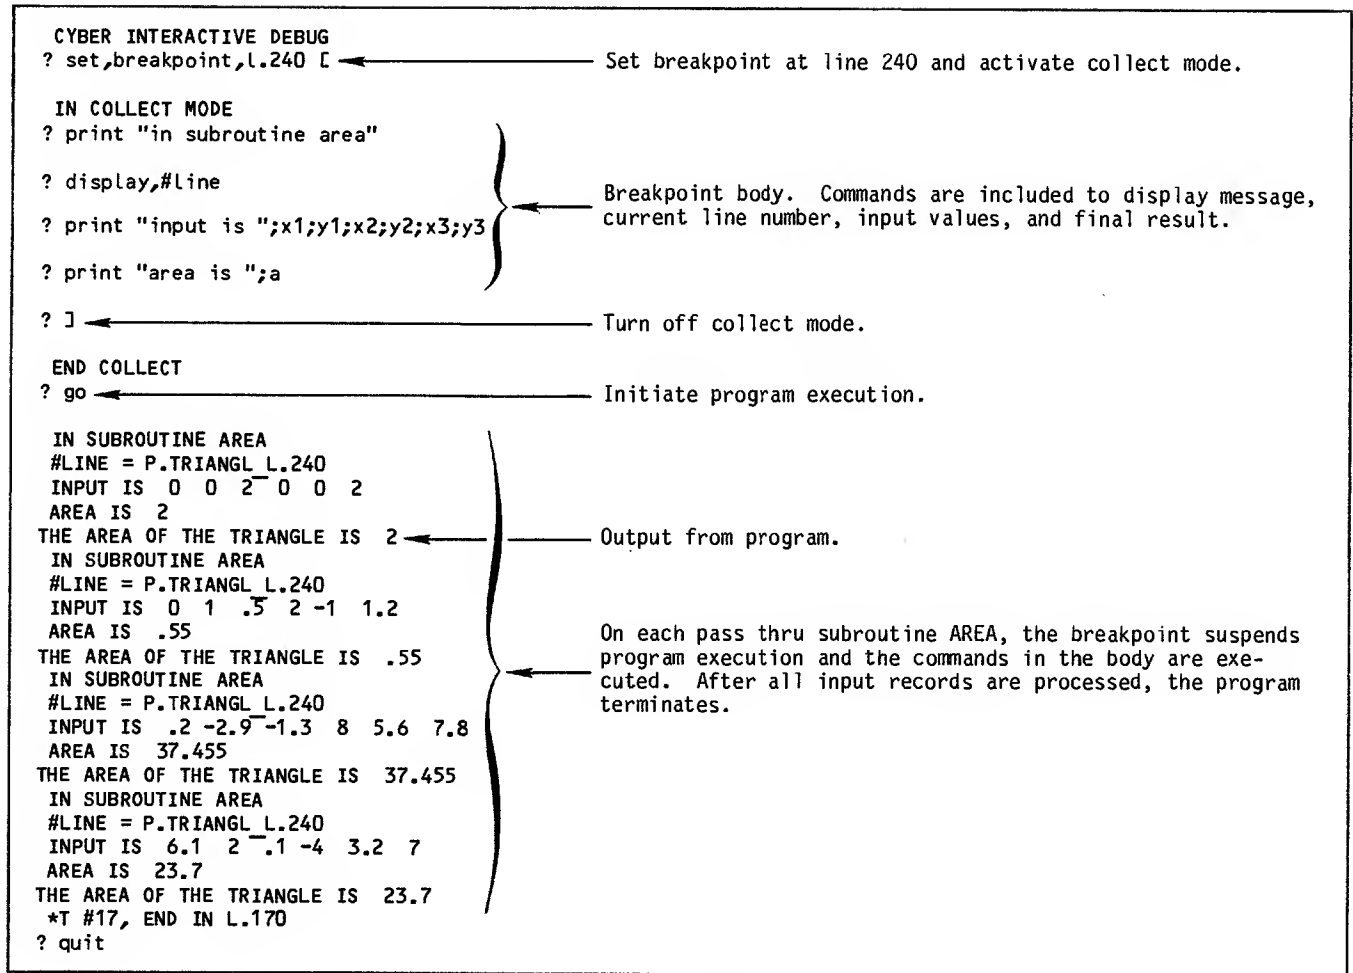 CYBER INTERACTIVE DEBUG
? set,breakpoint,l.240 [
Set breakpoint at line 240 and activate collect mode.
IN COLLECT MODE
? print "in subroutine area"
? display,#line
? print "input is ";x1;y1;x2;y2;x3;y3
? print "area is ";a
Breakpoint body. Commands are included to display message,
current line number, input values, and final result.
? ]
Turn off collect mode.
END COLLECT
? go
Initiate program execution.
IN SUBROUTINE AREA
#LINE = P.TRIANGL_L.240
INPUT IS 0 0 2 0 0 2
AREA IS 2
THE AREA OF THE TRIANGLE IS 2
Output from program.
IN SUBROUTINE AREA
#LINE = P.TRIANGL_L.240
INPUT IS 0 1 .5 2 -1 1.2
AREA IS .55
THE AREA OF THE TRIANGLE IS .55
IN SUBROUTINE AREA
#LINE = P.TRIANGL_L.240
INPUT IS .2 -2.9 -1.3 8 5.6 7.8
AREA IS 37.455
THE AREA OF THE TRIANGLE IS 37.455
IN SUBROUTINE AREA
#LINE = P.TRIANGL_L.240
INPUT IS 6.1 2 .1 -4 3.2 7
AREA IS 23.7
THE AREA OF THE TRIANGLE IS 23.7
On each pass thru subroutine AREA, the breakpoint suspends
program execution and the commands in the body are exe-
cuted. After all input records are processed, the program
terminates.
*T #17, END IN L.170
? quit